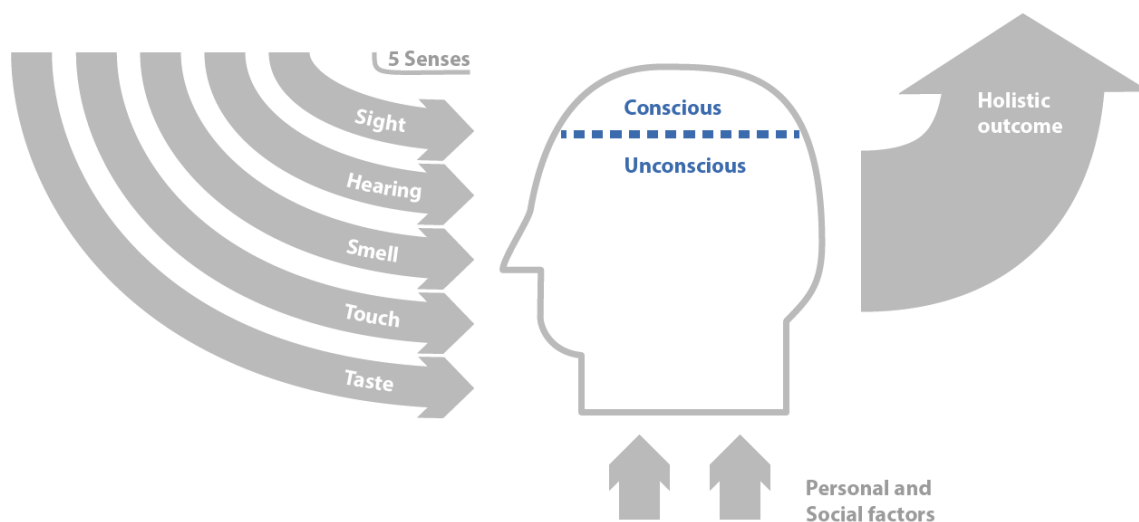 5 Senses
Sight
Hearing
Smell
Touch
Taste
Conscious
Unconscious
Holistic
outcome
Personal and
Social factors